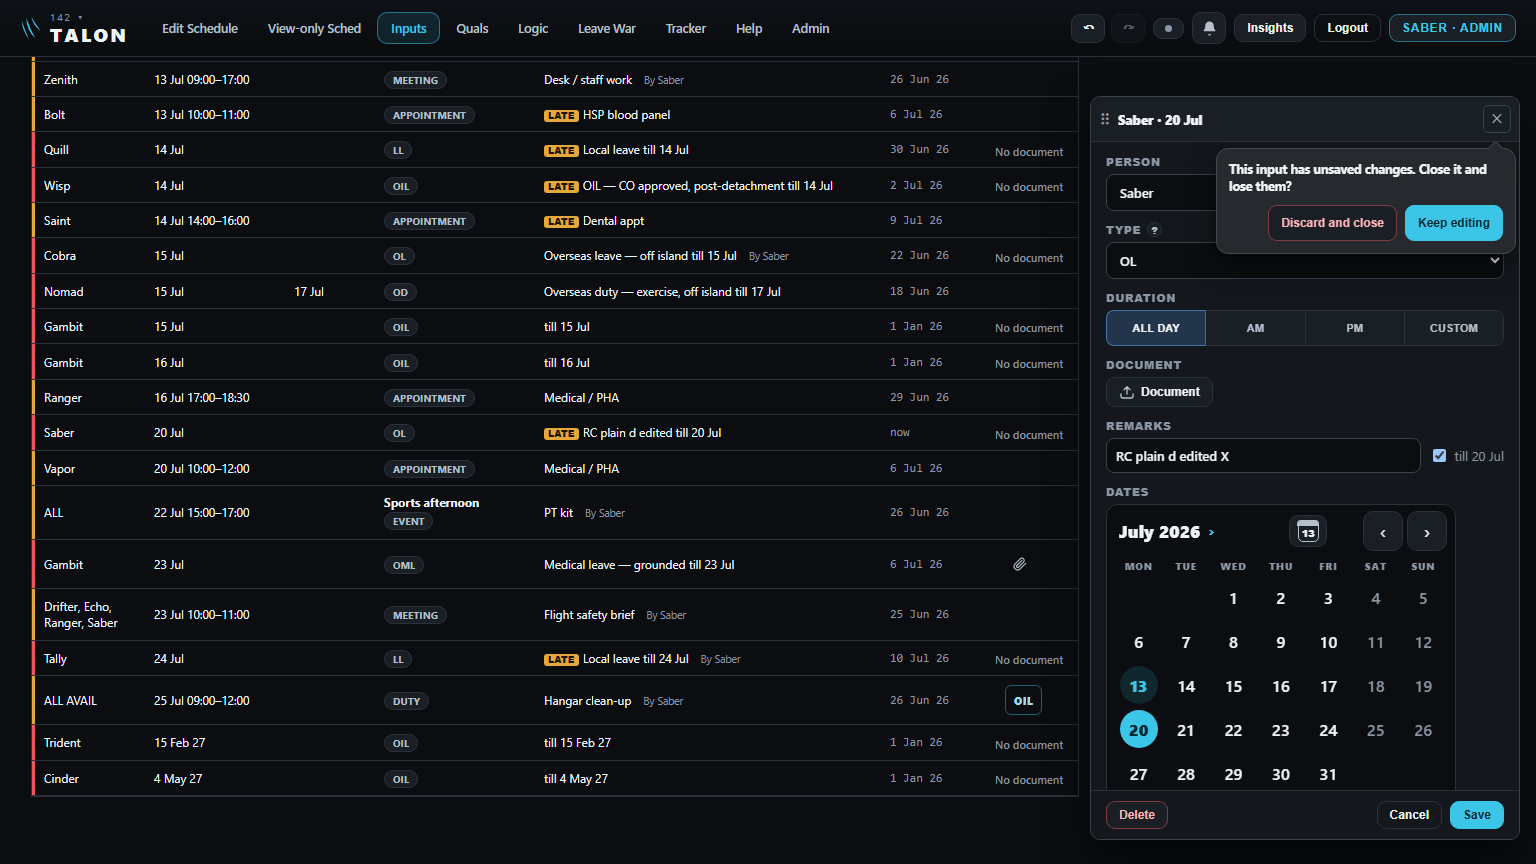 142
TALON
Edit Schedule
View-only Sched
Inputs
Quals
Logic
Leave War
Tracker
Help
Admin
Insights
Logout
SABER · ADMIN
Zenith 13 Jul 09:00–17:00 MEETING Desk / staff work By Saber 26 Jun 26
Bolt 13 Jul 10:00–11:00 APPOINTMENT LATE HSP blood panel 6 Jul 26
Quill 14 Jul LL LATE Local leave till 14 Jul 30 Jun 26 No document
Wisp 14 Jul OIL LATE OIL — CO approved, post-detachment till 14 Jul 2 Jul 26 No document
Saint 14 Jul 14:00–16:00 APPOINTMENT LATE Dental appt 9 Jul 26
Cobra 15 Jul OL Overseas leave — off island till 15 Jul By Saber 22 Jun 26 No document
Nomad 15 Jul 17 Jul OD Overseas duty — exercise, off island till 17 Jul 18 Jun 26
Gambit 15 Jul OIL till 15 Jul 1 Jan 26 No document
Gambit 16 Jul OIL till 16 Jul 1 Jan 26 No document
Ranger 16 Jul 17:00–18:30 APPOINTMENT Medical / PHA 29 Jun 26
Saber 20 Jul OL LATE RC plain d edited till 20 Jul now No document
Vapor 20 Jul 10:00–12:00 APPOINTMENT Medical / PHA 6 Jul 26
ALL 22 Jul 15:00–17:00 Sports afternoon EVENT PT kit By Saber 26 Jun 26
Gambit 23 Jul OML Medical leave — grounded till 23 Jul 6 Jul 26
Drifter, Echo,
Ranger, Saber 23 Jul 10:00–11:00 MEETING Flight safety brief By Saber 25 Jun 26
Tally 24 Jul LL LATE Local leave till 24 Jul By Saber 10 Jul 26 No document
ALL AVAIL 25 Jul 09:00–12:00 DUTY Hangar clean-up By Saber 26 Jun 26 OIL
Trident 15 Feb 27 OIL till 15 Feb 27 1 Jan 26 No document
Cinder 4 May 27 OIL till 4 May 27 1 Jan 26 No document
Saber · 20 Jul
PERSON
Saber
This input has unsaved changes. Close it and
lose them?
Discard and close
Keep editing
TYPE ?
OL
DURATION
ALL DAY AM PM CUSTOM
DOCUMENT
Document
REMARKS
RC plain d edited X
till 20 Jul
DATES
July 2026 ›
13
‹ ›
MON TUE WED THU FRI SAT SUN
1 2 3 4 5
6 7 8 9 10 11 12
13 14 15 16 17 18 19
20 21 22 23 24 25 26
27 28 29 30 31
Delete
Cancel
Save